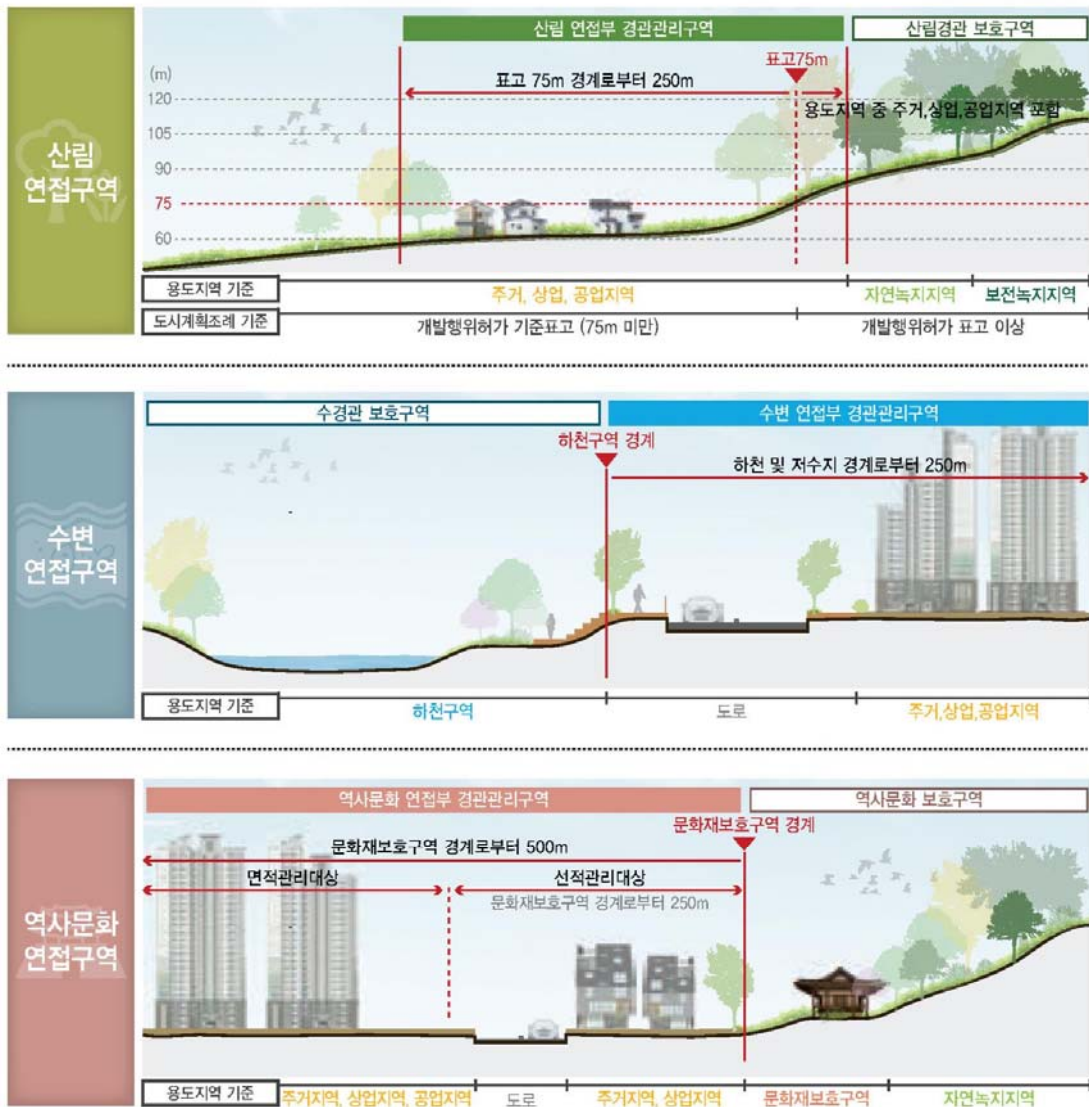 산림
연접구역
산림 연접부 경관관리구역
산림경관 보호구역
표고75m
(m)
표고 75m 경계로부터 250m
120
용도지역 중 주거,상업,공업지역 포함
105
90
75
60
용도지역 기준
주거, 상업, 공업지역
자연녹지지역
보전녹지지역
도시계획조례 기준
개발행위허가 기준표고 (75m 미만)
개발행위허가 표고 이상
수변
연접구역
수경관 보호구역
수변 연접부 경관관리구역
하천구역 경계
하천 및 저수지 경계로부터 250m
용도지역 기준
하천구역
도로
주거,상업,공업지역
역사문화
연접구역
역사문화 연접부 경관관리구역
역사문화 보호구역
문화재보호구역 경계
문화재보호구역 경계로부터 500m
면적관리대상
선적관리대상
문화재보호구역 경계로부터 250m
용도지역 기준
주거지역, 상업지역, 공업지역
도로
주거지역, 상업지역
문화재보호구역
자연녹지지역